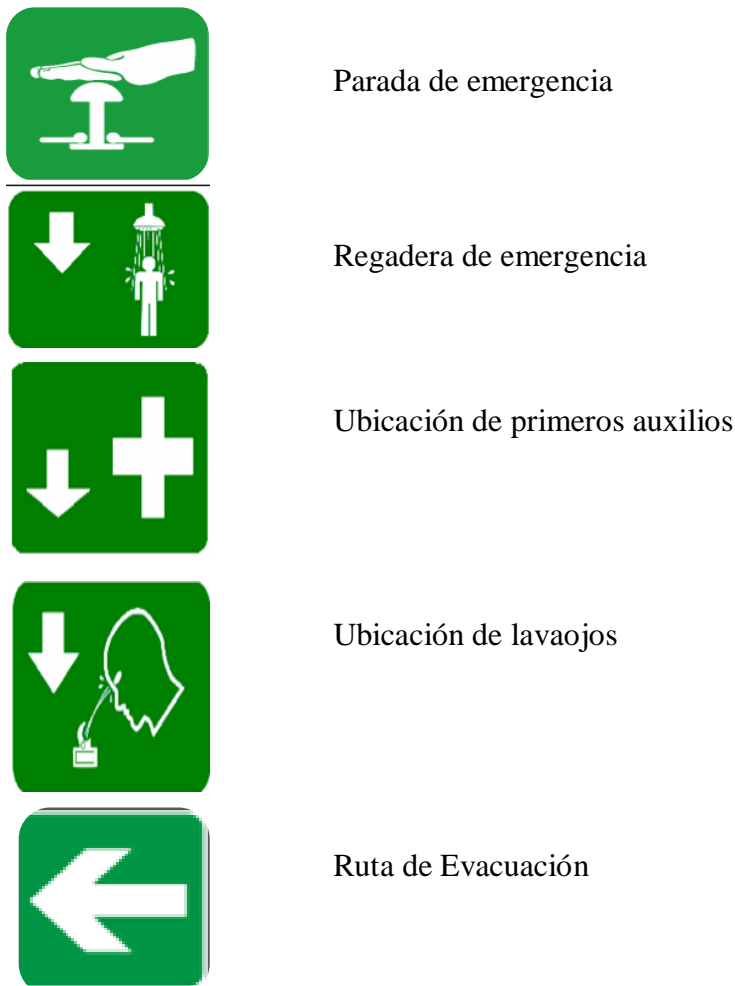 Parada de emergencia
Regadera de emergencia
Ubicación de primeros auxilios
Ubicación de lavaojos
Ruta de Evacuación